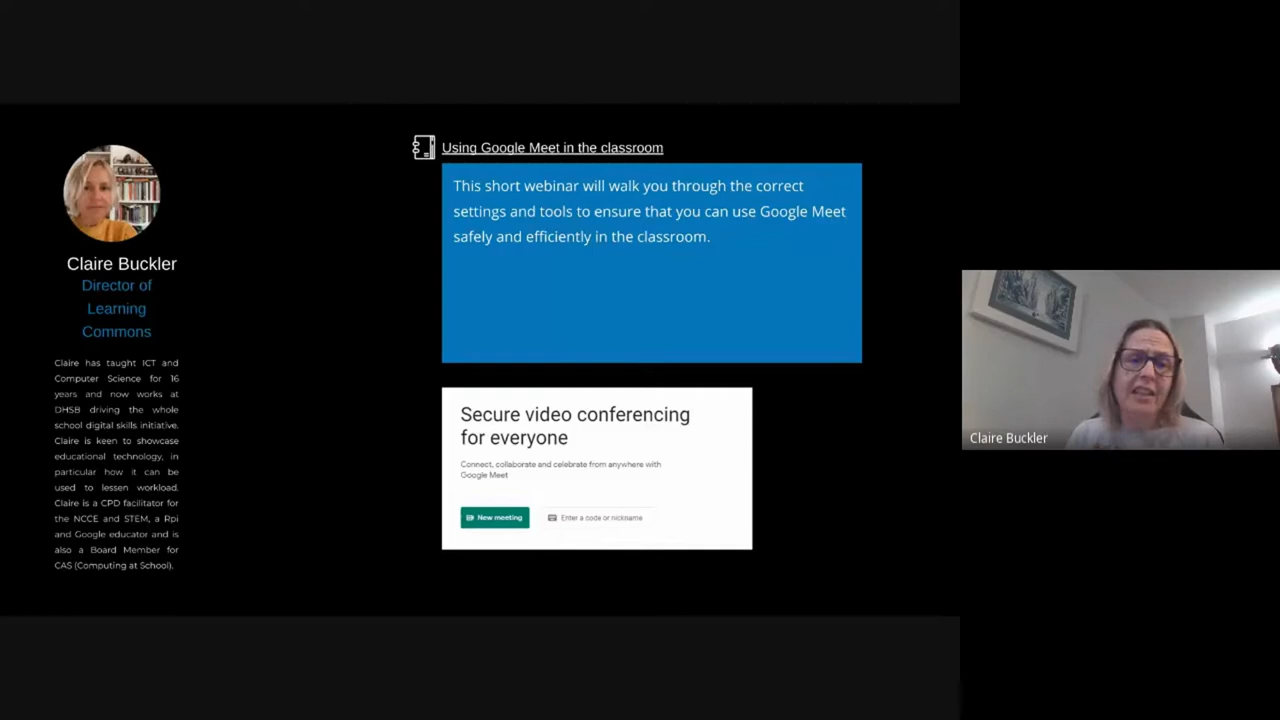 Claire Buckler
Director of
Learning
Commons
Claire has taught ICT and
Computer Science for 16
years and now works at
DHSB driving the whole
school digital skills initiative.
Claire is keen to showcase
educational technology, in
particular how it can be
used to lessen workload.
Claire is a CPD facilitator for
the NCCE and STEM, a Rpi
and Google educator and is
also a Board Member for
CAS (Computing at School).
Using Google Meet in the classroom
This short webinar will walk you through the correct
settings and tools to ensure that you can use Google Meet
safely and efficiently in the classroom.
Secure video conferencing
for everyone
Connect, collaborate and celebrate from anywhere with
Google Meet
New meeting
Enter a code or nickname
Claire Buckler